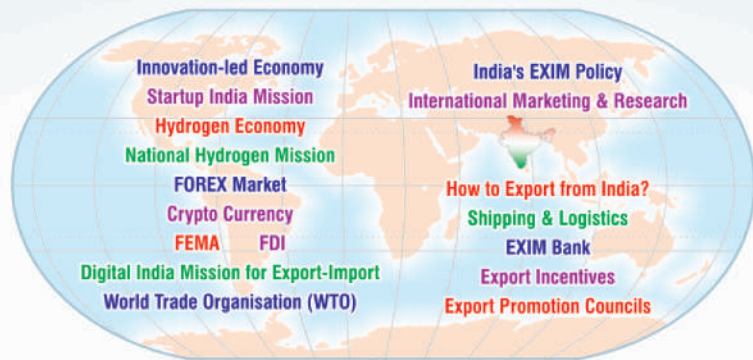 Innovation-led Economy
Startup India Mission
Hydrogen Economy
National Hydrogen Mission
FOREX Market
Crypto Currency
FEMA FDI
Digital India Mission for Export-Import
World Trade Organisation (WTO)
India's EXIM Policy
International Marketing & Research
How to Export from India?
Shipping & Logistics
EXIM Bank
Export Incentives
Export Promotion Councils